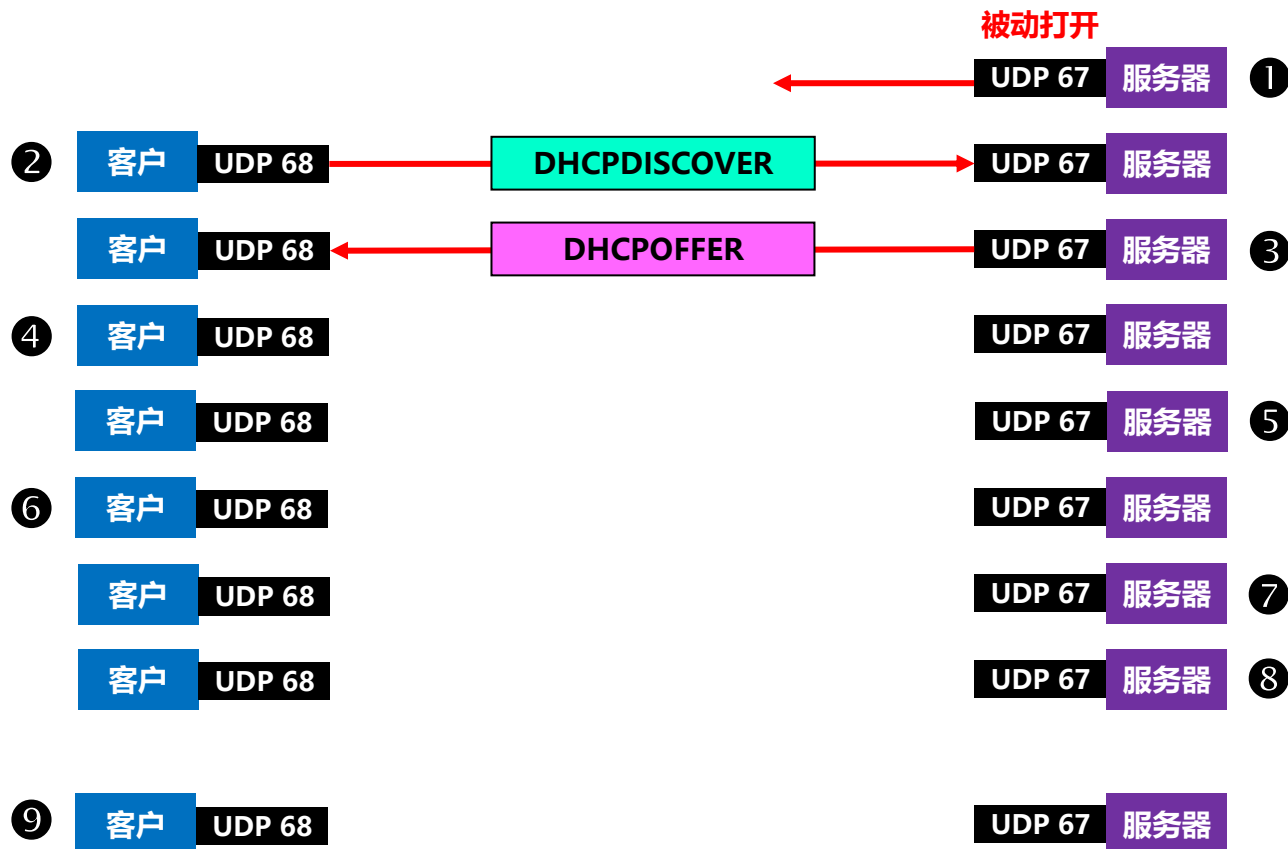 被动打开
UDP 67 服务器 ❶
❷ 客户 UDP 68 DHCPDISCOVER UDP 67 服务器
客户 UDP 68 DHCPOFFER UDP 67 服务器 ❸
❹ 客户 UDP 68 UDP 67 服务器
客户 UDP 68 UDP 67 服务器 ❺
❻ 客户 UDP 68 UDP 67 服务器
客户 UDP 68 UDP 67 服务器 ❼
客户 UDP 68 UDP 67 服务器 ❽
❾ 客户 UDP 68 UDP 67 服务器